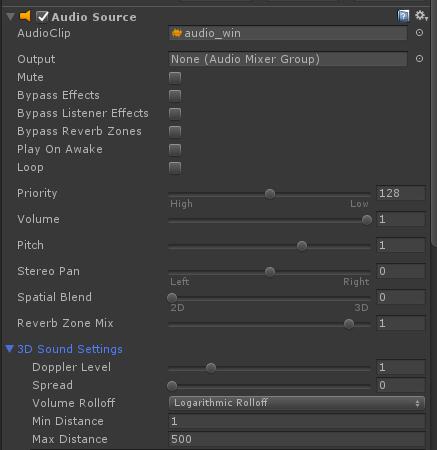 Audio Source
AudioClip audio_win
Output None (Audio Mixer Group)
Mute
Bypass Effects
Bypass Listener Effects
Bypass Reverb Zones
Play On Awake
Loop
Priority 128
High Low
Volume 1
Pitch 1
Stereo Pan 0
Left Right
Spatial Blend 0
2D 3D
Reverb Zone Mix 1
3D Sound Settings
Doppler Level 1
Spread 0
Volume Rolloff Logarithmic Rolloff
Min Distance 1
Max Distance 500